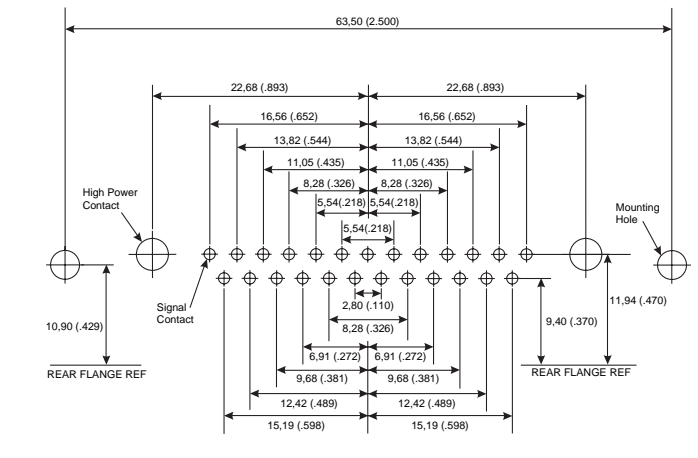 63,50 (2.500)
22,68 (.893) 22,68 (.893)
16,56 (.652) 16,56 (.652)
13,82 (.544) 13,82 (.544)
11,05 (.435) 11,05 (.435)
8,28 (.326) 8,28 (.326)
5,54(.218) 5,54(.218)
5,54(.218)
High Power
Contact
Mounting
Hole
Signal
Contact
2,80 (.110)
8,28 (.326)
11,94 (.470)
9,40 (.370)
10,90 (.429)
6,91 (.272) 6,91 (.272)
REAR FLANGE REF REAR FLANGE REF
9,68 (.381) 9,68 (.381)
12,42 (.489) 12,42 (.489)
15,19 (.598) 15,19 (.598)